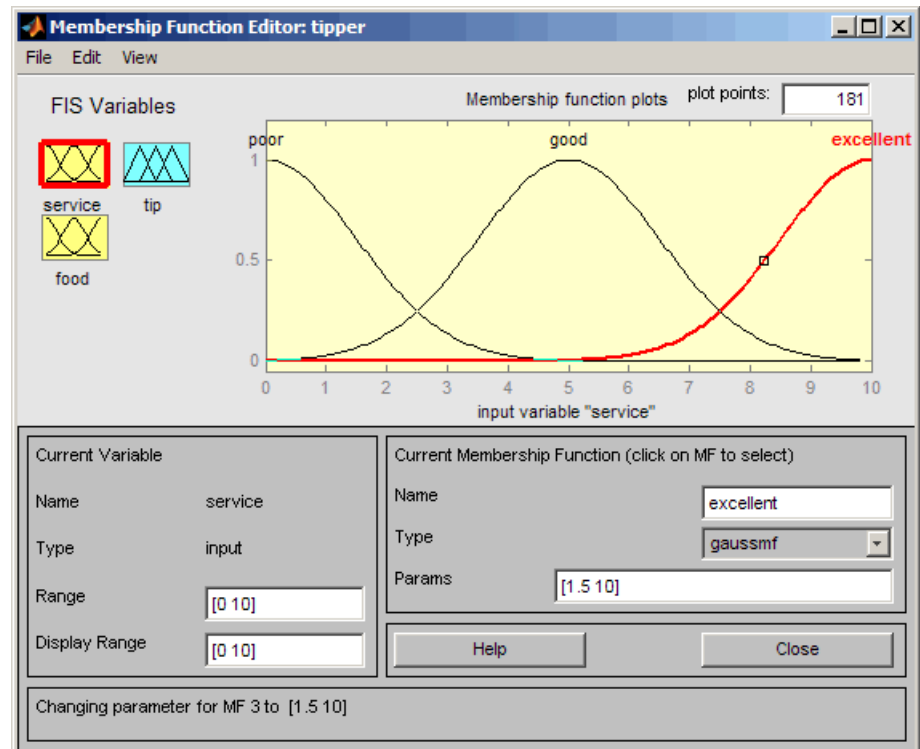 Membership Function Editor: tipper
File Edit View
FIS Variables
Membership function plots plot points: 181
service tip
food
poor good excellent
1
0.5
0
0 1 2 3 4 5 6 7 8 9 10
input variable "service"
Current Variable
Name service
Type input
Range [0 10]
Display Range [0 10]
Current Membership Function (click on MF to select)
Name excellent
Type gaussmf
Params [1.5 10]
Help Close
Changing parameter for MF 3 to [1.5 10]